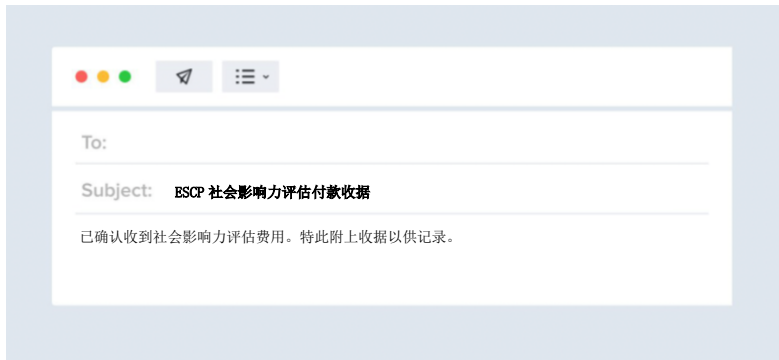 To:
Subject: ESCP 社会影响力评估付款收据
已确认收到社会影响力评估费用。特此附上收据以供记录。